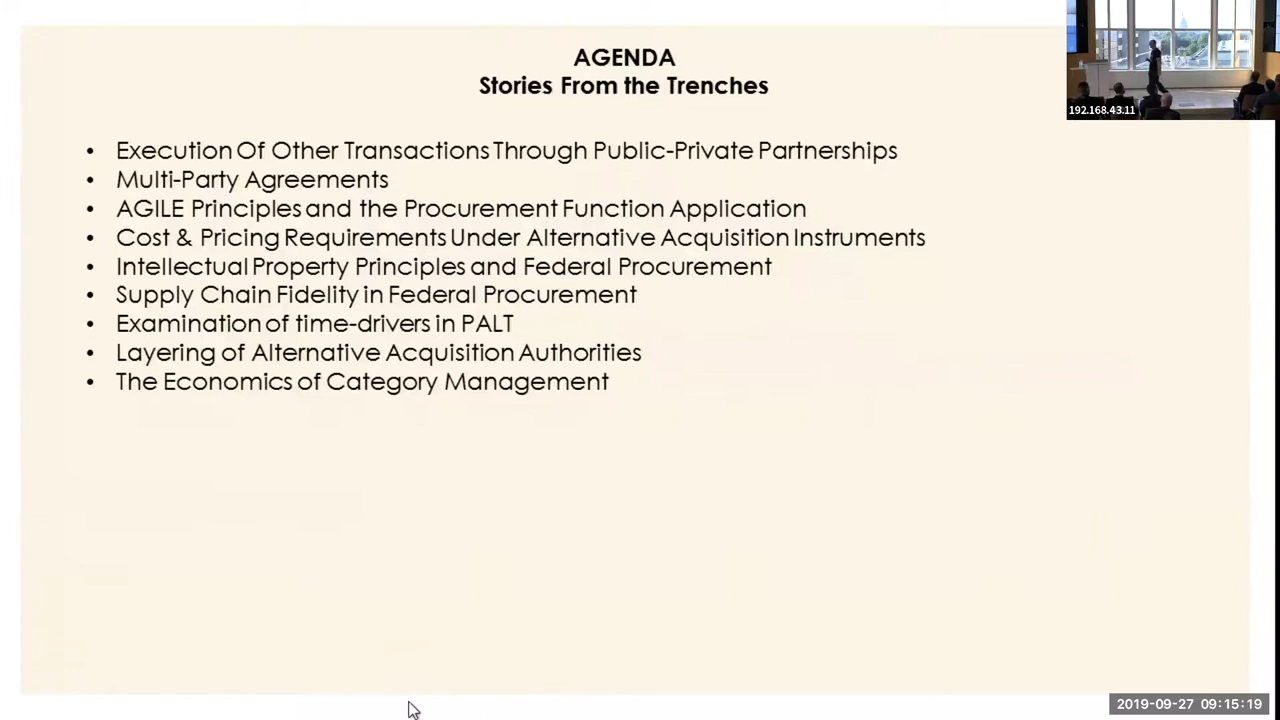 AGENDA
Stories From the Trenches
192.168.43.11
• Execution Of Other Transactions Through Public-Private Partnerships
• Multi-Party Agreements
• AGILE Principles and the Procurement Function Application
• Cost & Pricing Requirements Under Alternative Acquisition Instruments
• Intellectual Property Principles and Federal Procurement
• Supply Chain Fidelity in Federal Procurement
• Examination of time-drivers in PALT
• Layering of Alternative Acquisition Authorities
• The Economics of Category Management
2019-09-27 09:15:19